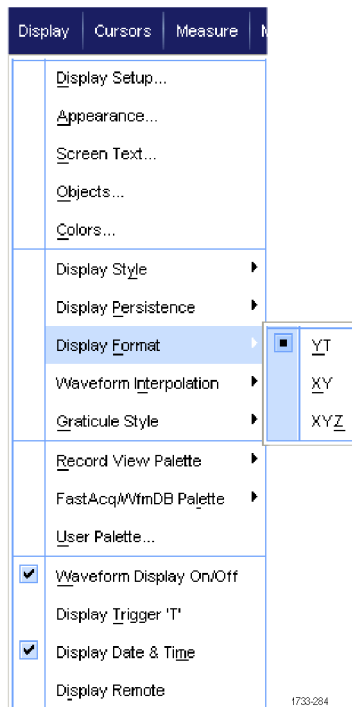 Display Cursors Measure
Display Setup...
Appearance...
Screen Text...
Objects...
Colors...
Display Style
Display Persistence
Display Format
YT
Waveform Interpolation
XY
Graticule Style
XYZ
Record View Palette
FastAcq/WfmDB Palette
User Palette...
Waveform Display On/Off
Display Trigger 'T'
Display Date & Time
Display Remote
1733-284